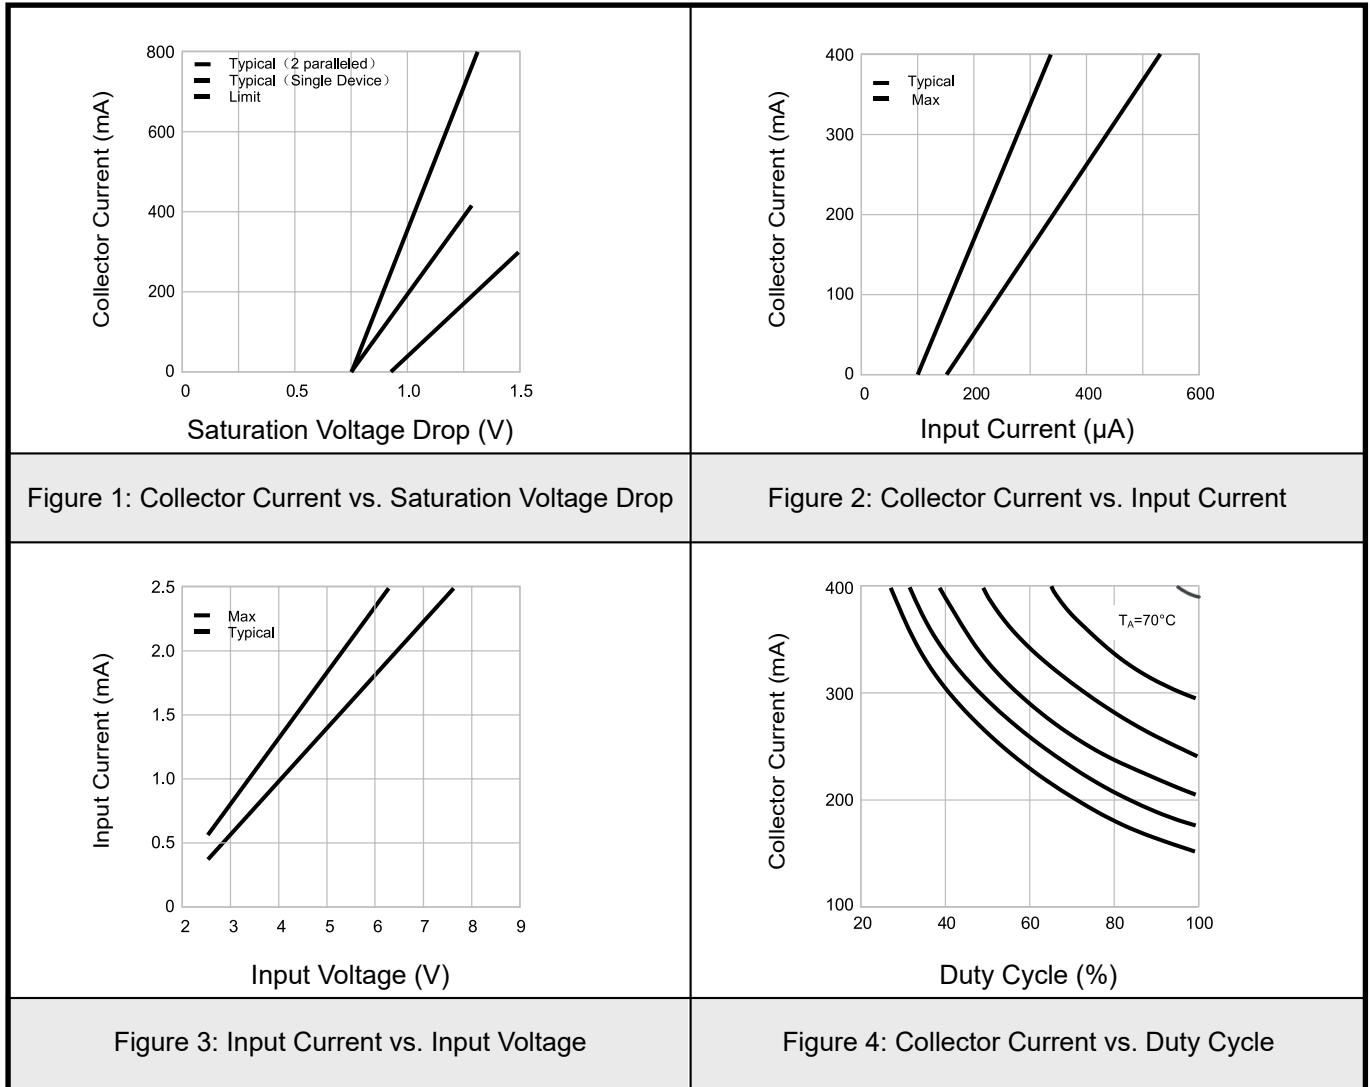 Collector Current (mA)
800
600
400
200
0
Typical（2 paralleled）
Typical（Single Device）
Limit
0 0.5 1.0 1.5
Saturation Voltage Drop (V)
Figure 1: Collector Current vs. Saturation Voltage Drop
Collector Current (mA)
400
300
200
100
0
Typical
Max
0 200 400 600
Input Current (μA)
Figure 2: Collector Current vs. Input Current
Input Current (mA)
2.5
2.0
1.5
1.0
0.5
0
Max
Typical
2 3 4 5 6 7 8 9
Input Voltage (V)
Figure 3: Input Current vs. Input Voltage
Collector Current (mA)
400
300
200
100
TA=70°C
20 40 60 80 100
Duty Cycle (%)
Figure 4: Collector Current vs. Duty Cycle